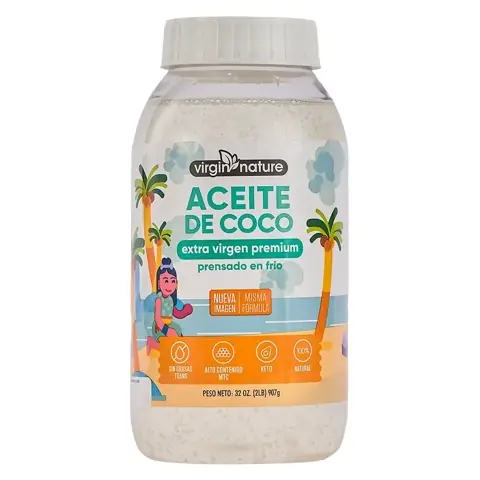 virgin nature
ACEITE
DE COCO
extra virgen premium
prensado en frío
NUEVA IMAGEN
MISMA FÓRMULA
SIN GRASAS TRANS
ALTO CONTENIDO MTC
KETO
100% NATURAL
PESO NETO: 32 OZ. (2LB) 907g